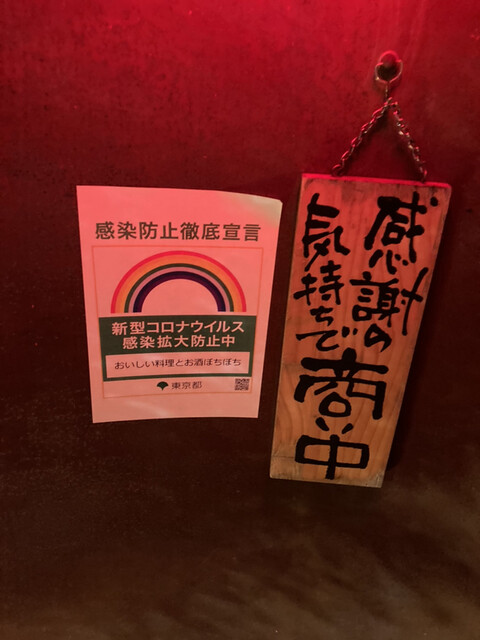 感染防止徹底宣言
新型コロナウイルス
感染拡大防止中
おいしい料理とお酒ぽちぽち
東京都
感謝の
気持ちで
商い中